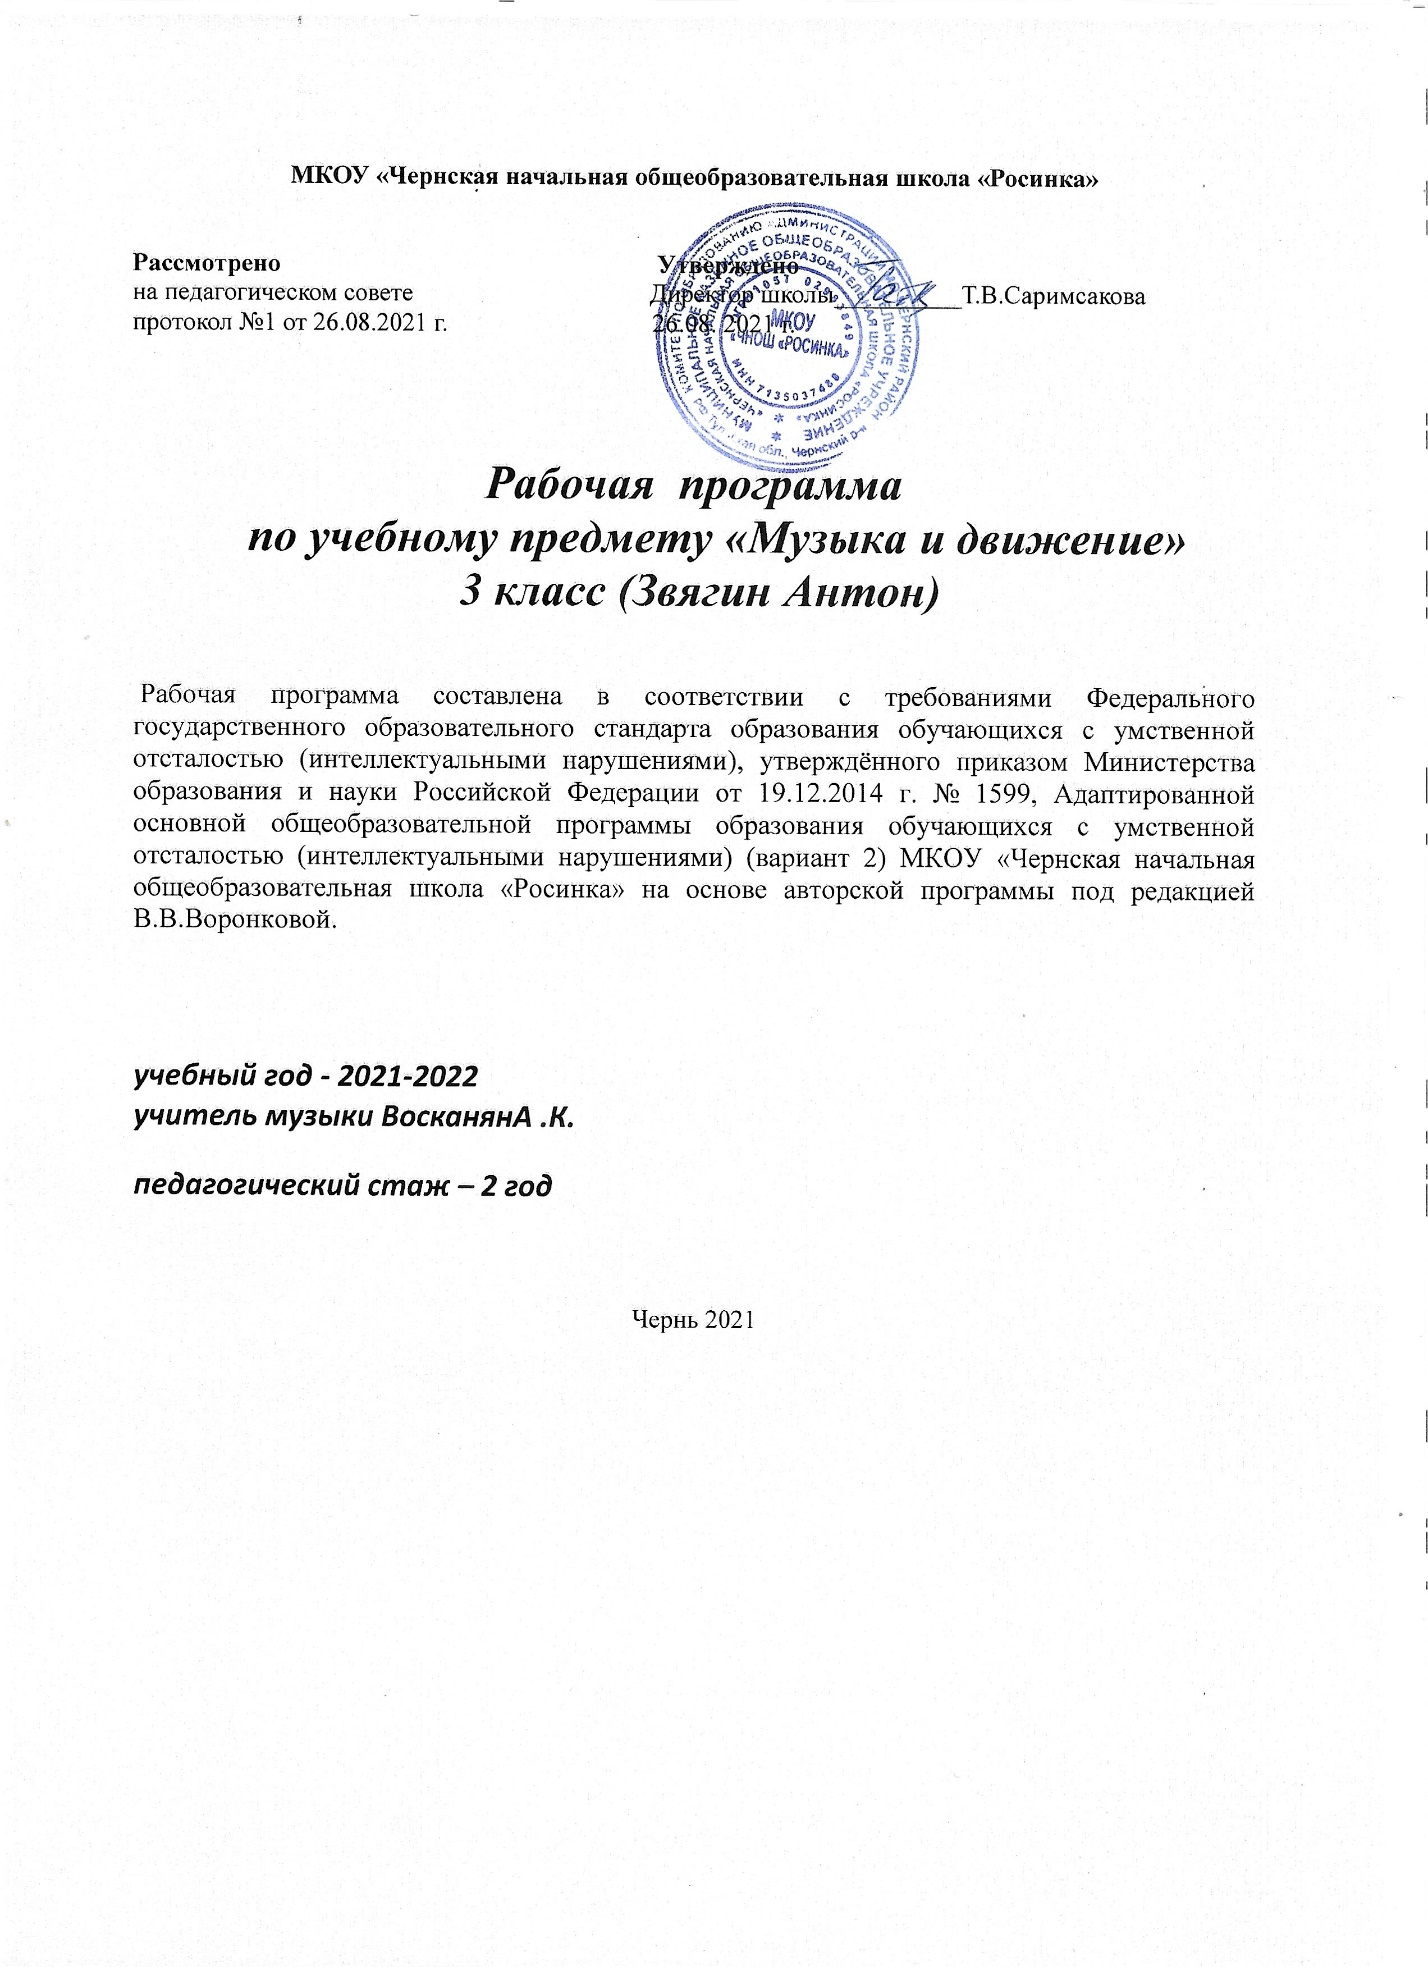 МКОУ «Чернская начальная общеобразовательная школа «Росинка»
Рассмотрено Утверждено
на педагогическом совете Директор школы __________Т.В.Саримсакова
протокол №1 от 26.08.2021 г. 26.08. 2021 г.
МКОУ
«ЧНОШ «РОСИНКА»
ИНН 7135037480
Рабочая программа
по учебному предмету «Музыка и движение»
3 класс (Звягин Антон)
Рабочая программа составлена в соответствии с требованиями Федерального
государственного образовательного стандарта образования обучающихся с умственной
отсталостью (интеллектуальными нарушениями), утверждённого приказом Министерства
образования и науки Российской Федерации от 19.12.2014 г. № 1599, Адаптированной
основной общеобразовательной программы образования обучающихся с умственной
отсталостью (интеллектуальными нарушениями) (вариант 2) МКОУ «Чернская начальная
общеобразовательная школа «Росинка» на основе авторской программы под редакцией
В.В.Воронковой.
учебный год - 2021-2022
учитель музыки ВосканянА .К.
педагогический стаж – 2 год
Чернь 2021